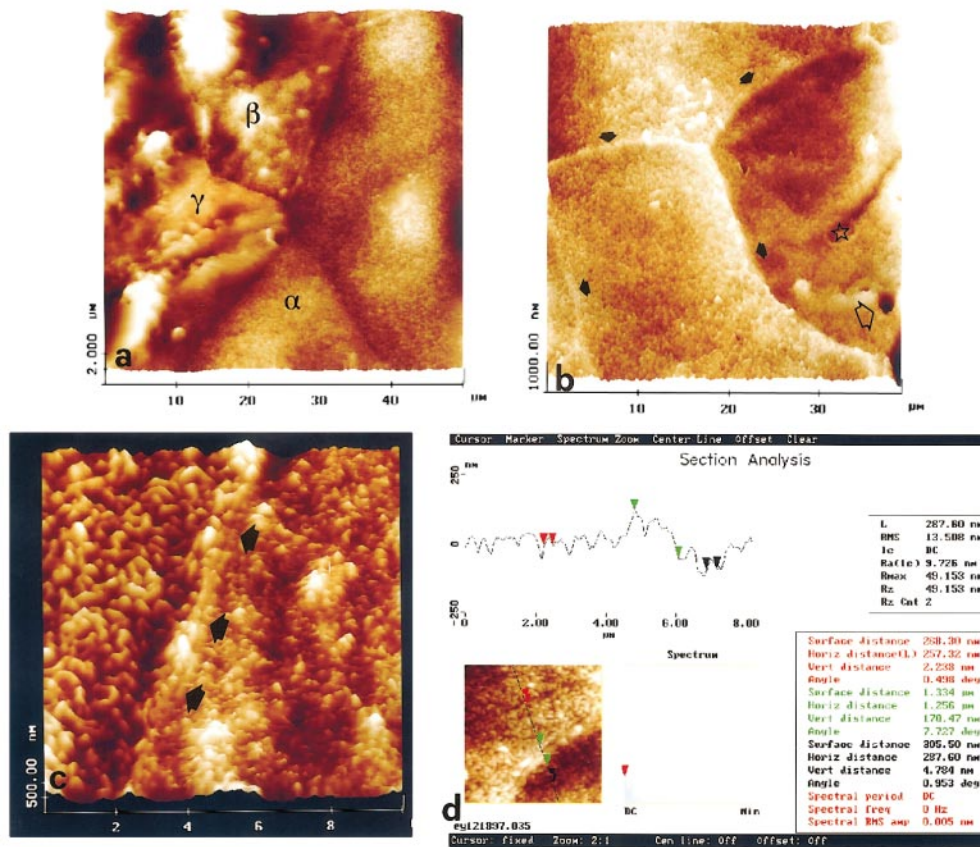 β
γ
α
2.000 μM
a
10 20 30 40
μM
1000.00 nM
b
10 20 30
μM
500.00 nM
c
2 4 6 8
Cursor Marker Spectrum Zoom Center Line Offset Clear
Section Analysis
nM
250
0
-250
0 2.00 4.00 6.00 8.00
μM
L 287.60 nM
RMS 13.508 nM
lc DC
Ra(lc) 9.726 nM
Rmax 49.153 nM
Rz 49.153 nM
Rz Cnt 2
Surface distance 268.30 nM
Horiz distance(L) 257.32 nM
Vert distance 2.238 nM
Angle 0.498 deg
Surface distance 1.334 μM
Horiz distance 1.256 μM
Vert distance 170.47 nM
Angle 7.727 deg
Surface distance 305.50 nM
Horiz distance 287.60 nM
Vert distance 4.784 nM
Angle 0.953 deg
Spectral period DC
Spectral freq 0 Hz
Spectral RMS amp 0.005 nM
Spectrum
DC Min
d
Cursor: fixed Zoom: 2:1 Cen line: Off Offset: Off